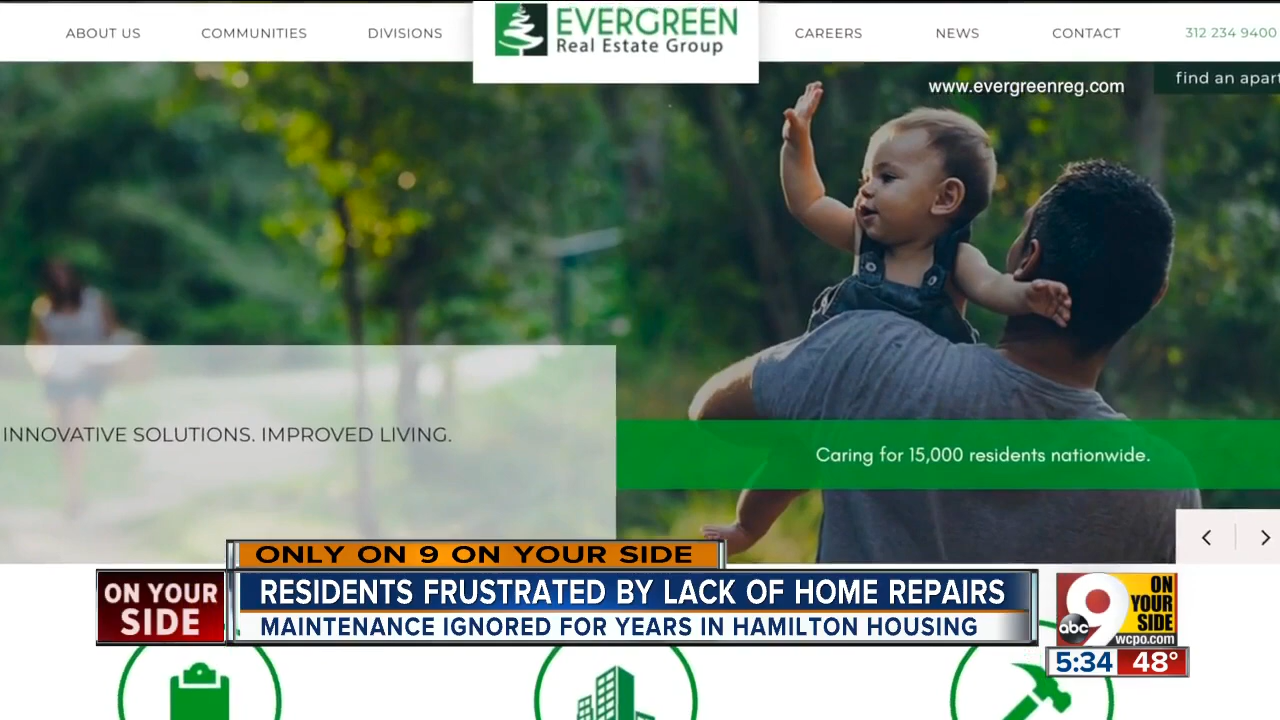 ABOUT US
COMMUNITIES
DIVISIONS
EVERGREEN
Real Estate Group
CAREERS
NEWS
CONTACT
312 234 9400
www.evergreenreg.com
find an apart
INNOVATIVE SOLUTIONS. IMPROVED LIVING.
Caring for 15,000 residents nationwide.
ONLY ON 9 ON YOUR SIDE
ON YOUR
SIDE
RESIDENTS FRUSTRATED BY LACK OF HOME REPAIRS
MAINTENANCE IGNORED FOR YEARS IN HAMILTON HOUSING
abc 9
ON
YOUR
SIDE
wcpo.com
5:34 48°